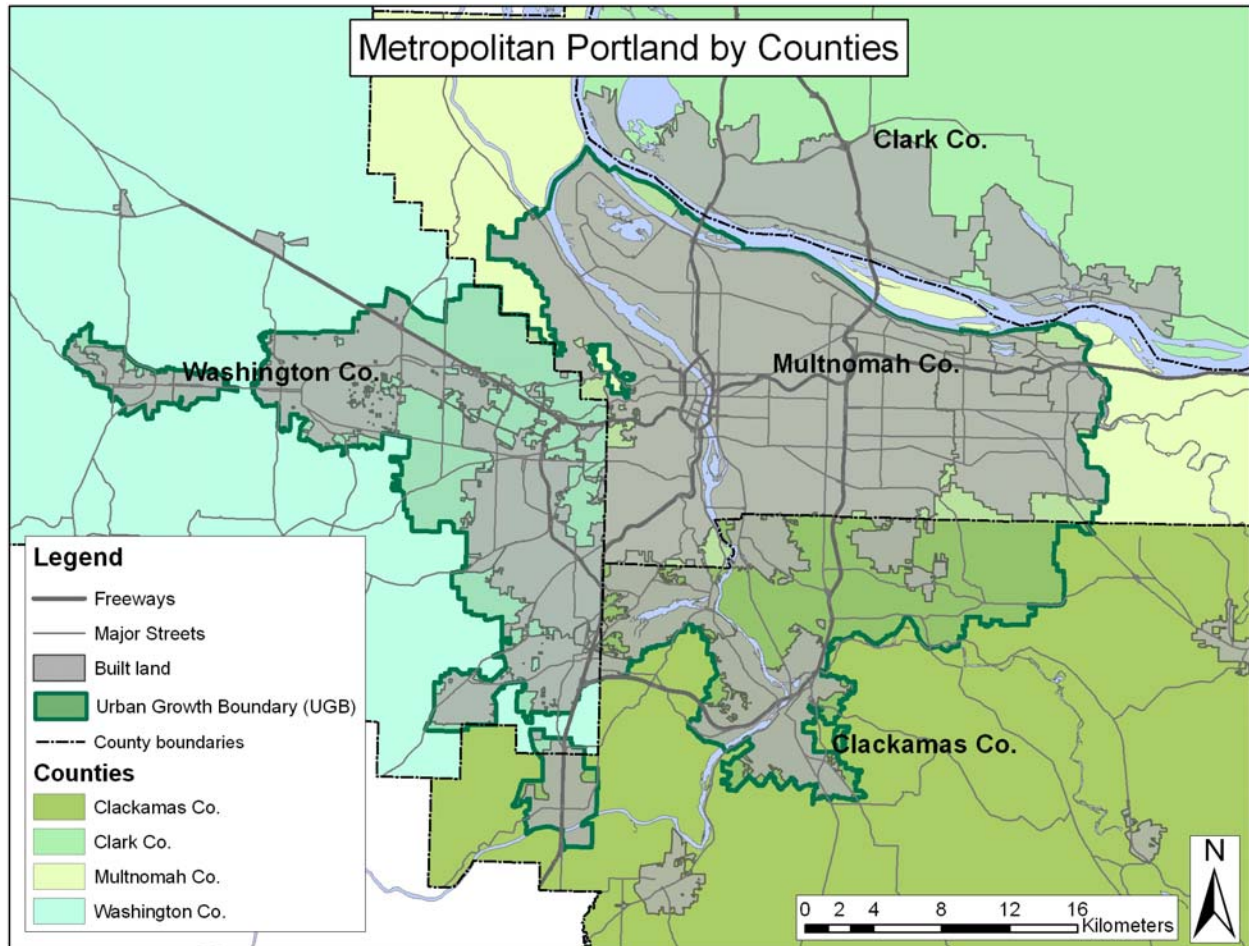 Metropolitan Portland by Counties
Clark Co.
Multnomah Co.
Washington Co.
Clackamas Co.
Legend
Freeways
Major Streets
Built land
Urban Growth Boundary (UGB)
County boundaries
Counties
Clackamas Co.
Clark Co.
Multnomah Co.
Washington Co.
N
0 2 4 8 12 16
Kilometers